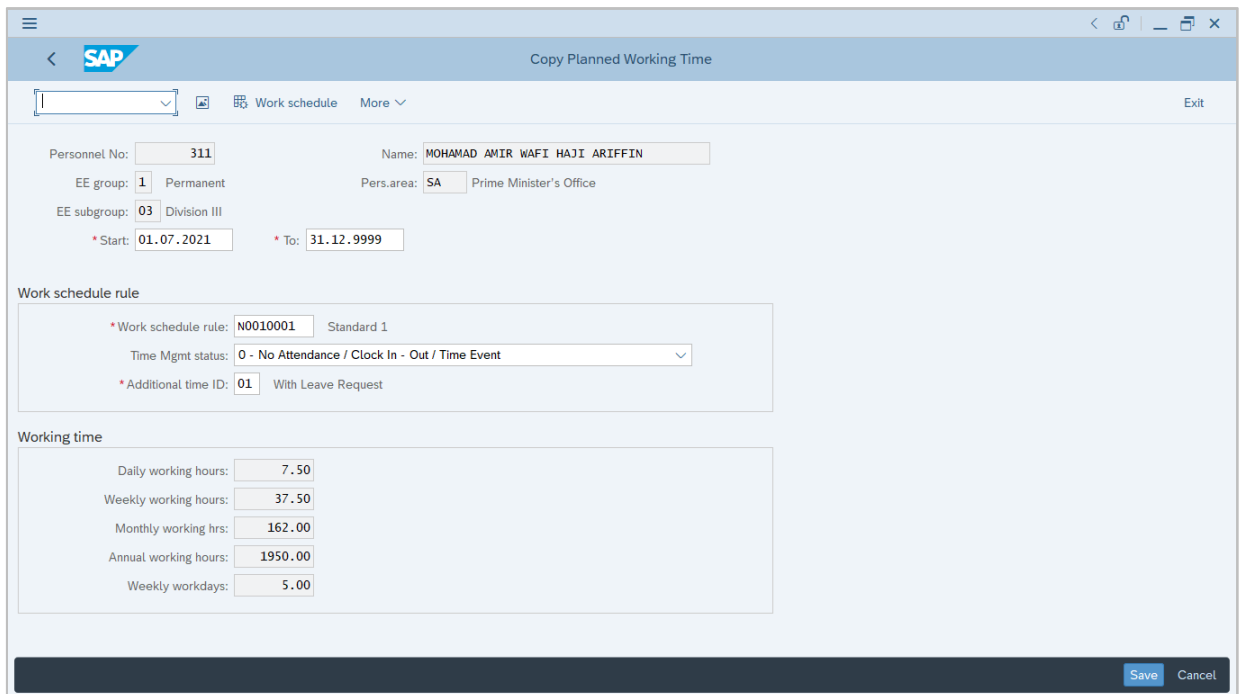 SAP
Copy Planned Working Time
Work schedule More Exit
Personnel No: 311 Name: MOHAMAD AMIR WAFI HAJI ARIFFIN
EE group: 1 Permanent Pers.area: SA Prime Minister's Office
EE subgroup: 03 Division III
* Start: 01.07.2021 * To: 31.12.9999
Work schedule rule
* Work schedule rule: N0010001 Standard 1
Time Mgmt status: 0 - No Attendance / Clock In - Out / Time Event
* Additional time ID: 01 With Leave Request
Working time
Daily working hours: 7.50
Weekly working hours: 37.50
Monthly working hrs: 162.00
Annual working hours: 1950.00
Weekly workdays: 5.00
Save Cancel